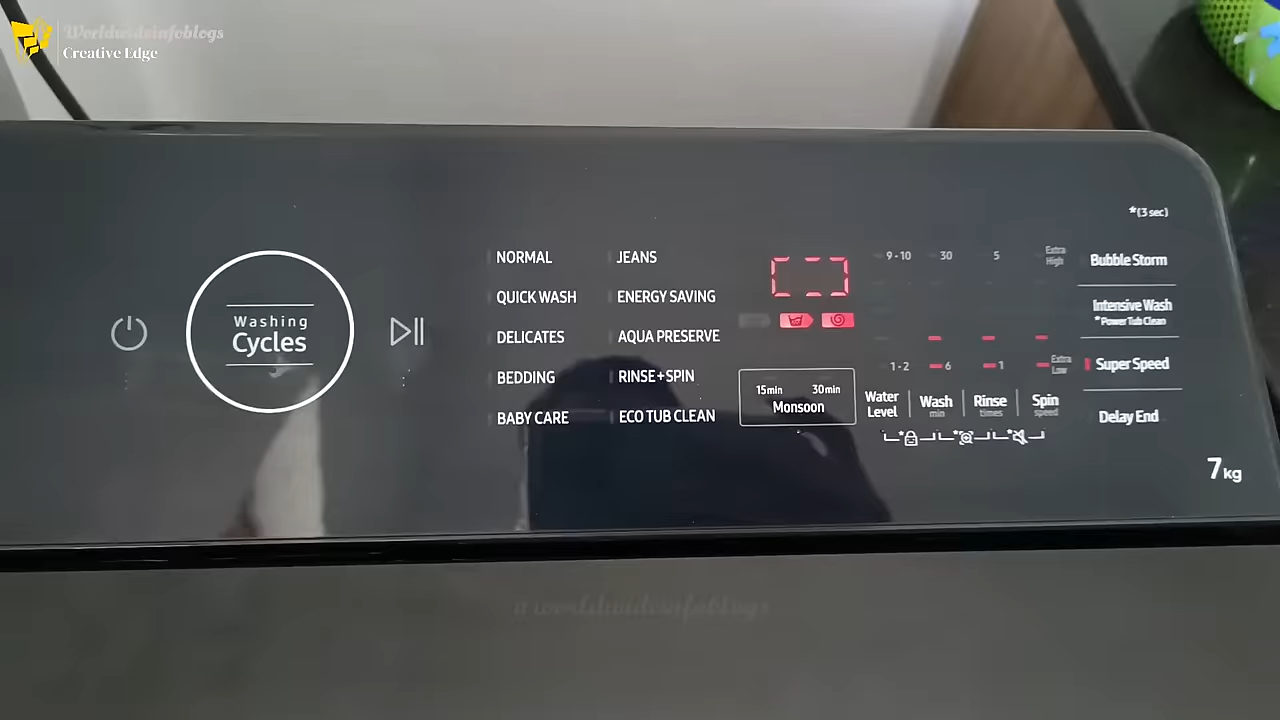 Worldwidsinfoblogs
Creative Edge
*(3 sec)
NORMAL
JEANS
9 - 10
30
5
Extra High
Bubble Storm
QUICK WASH
ENERGY SAVING
Intensive Wash
*Power Tub Clean
Washing
Cycles
DELICATES
AQUA PRESERVE
1 - 2
6
1
Extra Low
Super Speed
BEDDING
RINSE+SPIN
15min
30min
Monsoon
Water Level
Wash
min
Rinse
times
Spin
speed
BABY CARE
ECO TUB CLEAN
Delay End
7kg
#worldwidsinfoblogs